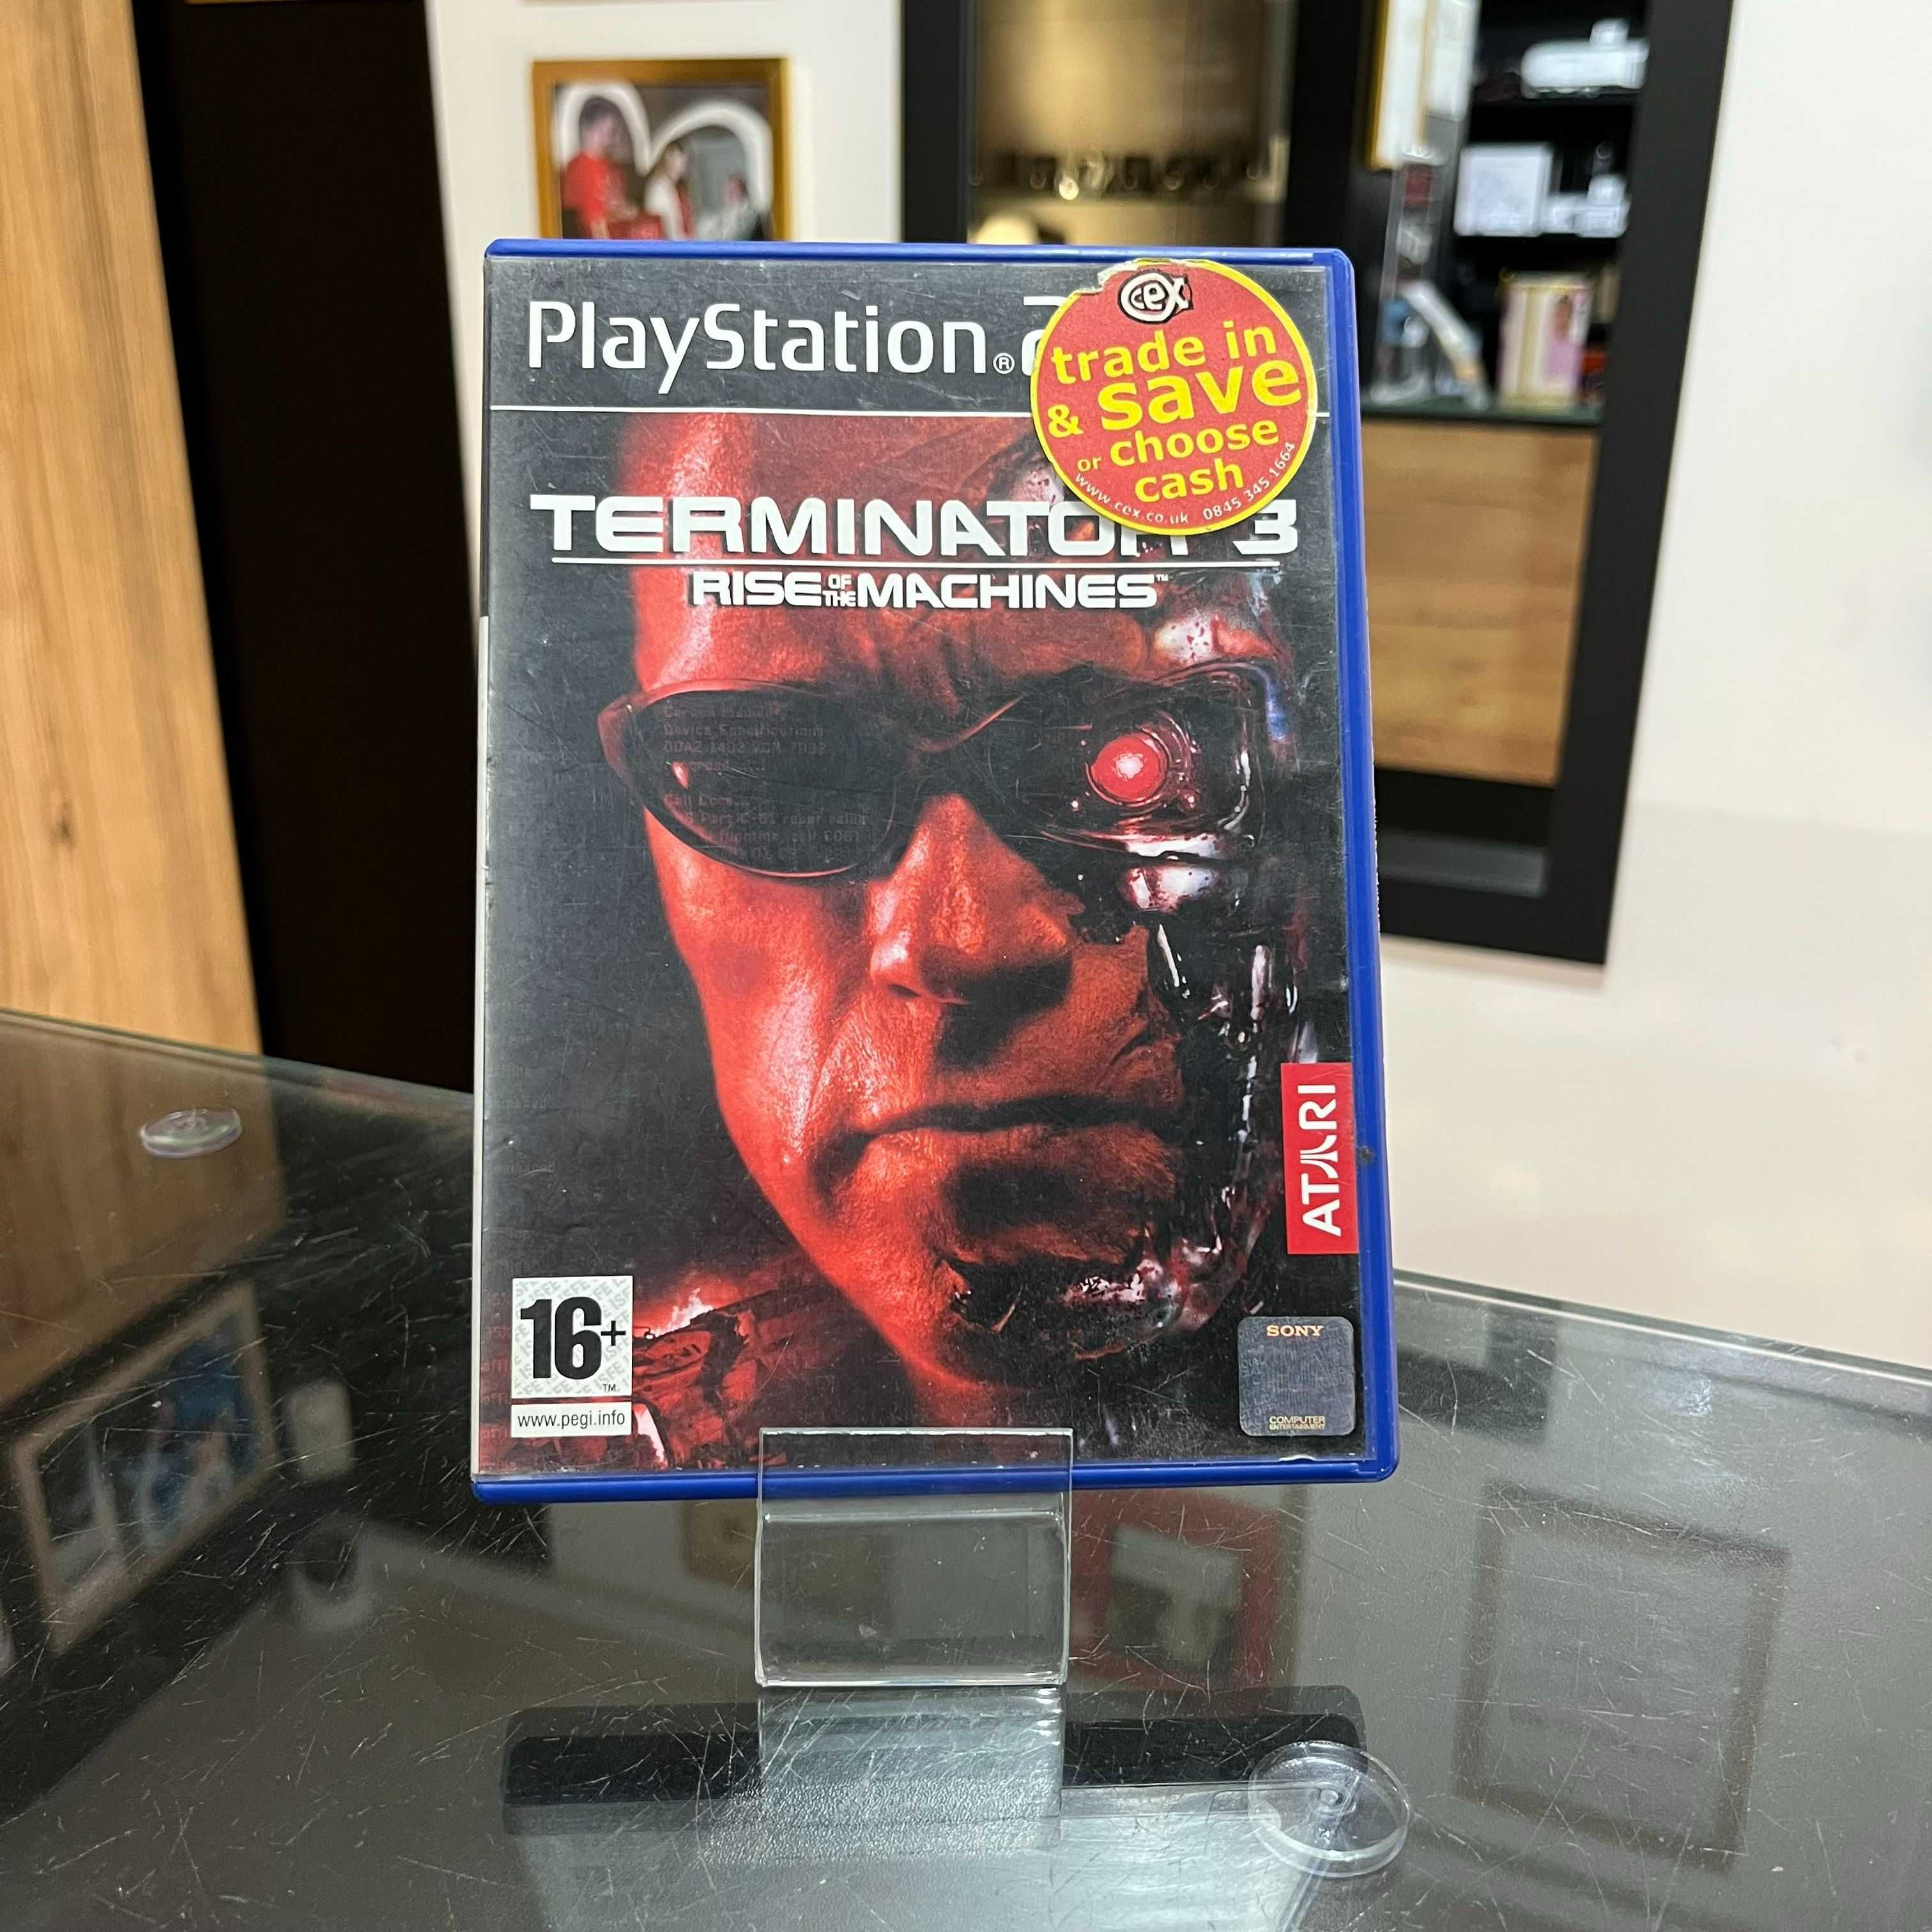 PlayStation®2
cex
trade in
& save
or choose
cash
www.cex.co.uk 0845 345 1664
TERMINATOR 3
RISE OF THE MACHINES™
ATARI
16+
™
www.pegi.info
SONY
COMPUTER
ENTERTAINMENT